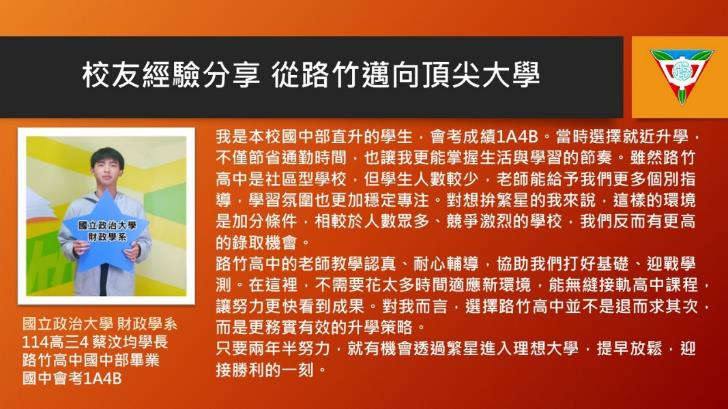 校友經驗分享 從路竹邁向頂尖大學
國立政治大學
財政學系
國立政治大學 財政學系
114高三4 蔡汶均學長
路竹高中國中部畢業
國中會考1A4B
我是本校國中部直升的學生，會考成績1A4B。當時選擇就近升學，
不僅節省通勤時間，也讓我更能掌握生活與學習的節奏。雖然路竹
高中是社區型學校，但學生人數較少，老師能給予我們更多個別指
導，學習氛圍也更加穩定專注。對想拚繁星的我來說，這樣的環境
是加分條件，相較於人數眾多、競爭激烈的學校，我們反而有更高
的錄取機會。
路竹高中的老師教學認真、耐心輔導，協助我們打好基礎、迎戰學
測。在這裡，不需要花太多時間適應新環境，能無縫接軌高中課程，
讓努力更快看到成果。對我而言，選擇路竹高中並不是退而求其次，
而是更務實有效的升學策略。
只要兩年半努力，就有機會透過繁星進入理想大學，提早放鬆，迎
接勝利的一刻。